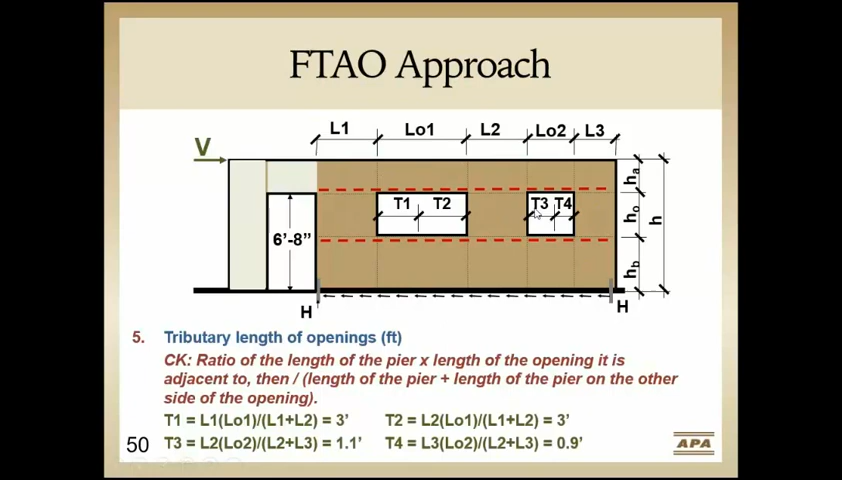 FTAO Approach
L1 Lo1 L2 Lo2 L3
V
ha
T1 T2 T3 T4
ho
h
6'-8”
hb
H H
5. Tributary length of openings (ft)
CK: Ratio of the length of the pier x length of the opening it is
adjacent to, then / (length of the pier + length of the pier on the other
side of the opening).
T1 = L1(Lo1)/(L1+L2) = 3’ T2 = L2(Lo1)/(L1+L2) = 3’
T3 = L2(Lo2)/(L2+L3) = 1.1’ T4 = L3(Lo2)/(L2+L3) = 0.9’
50
APA